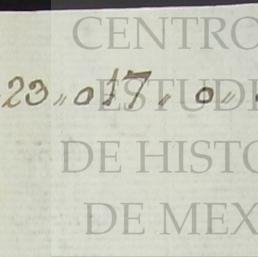 CENTRO
23 „ 017 „ 0 „
ESTUDI
DE HISTO
DE MEX